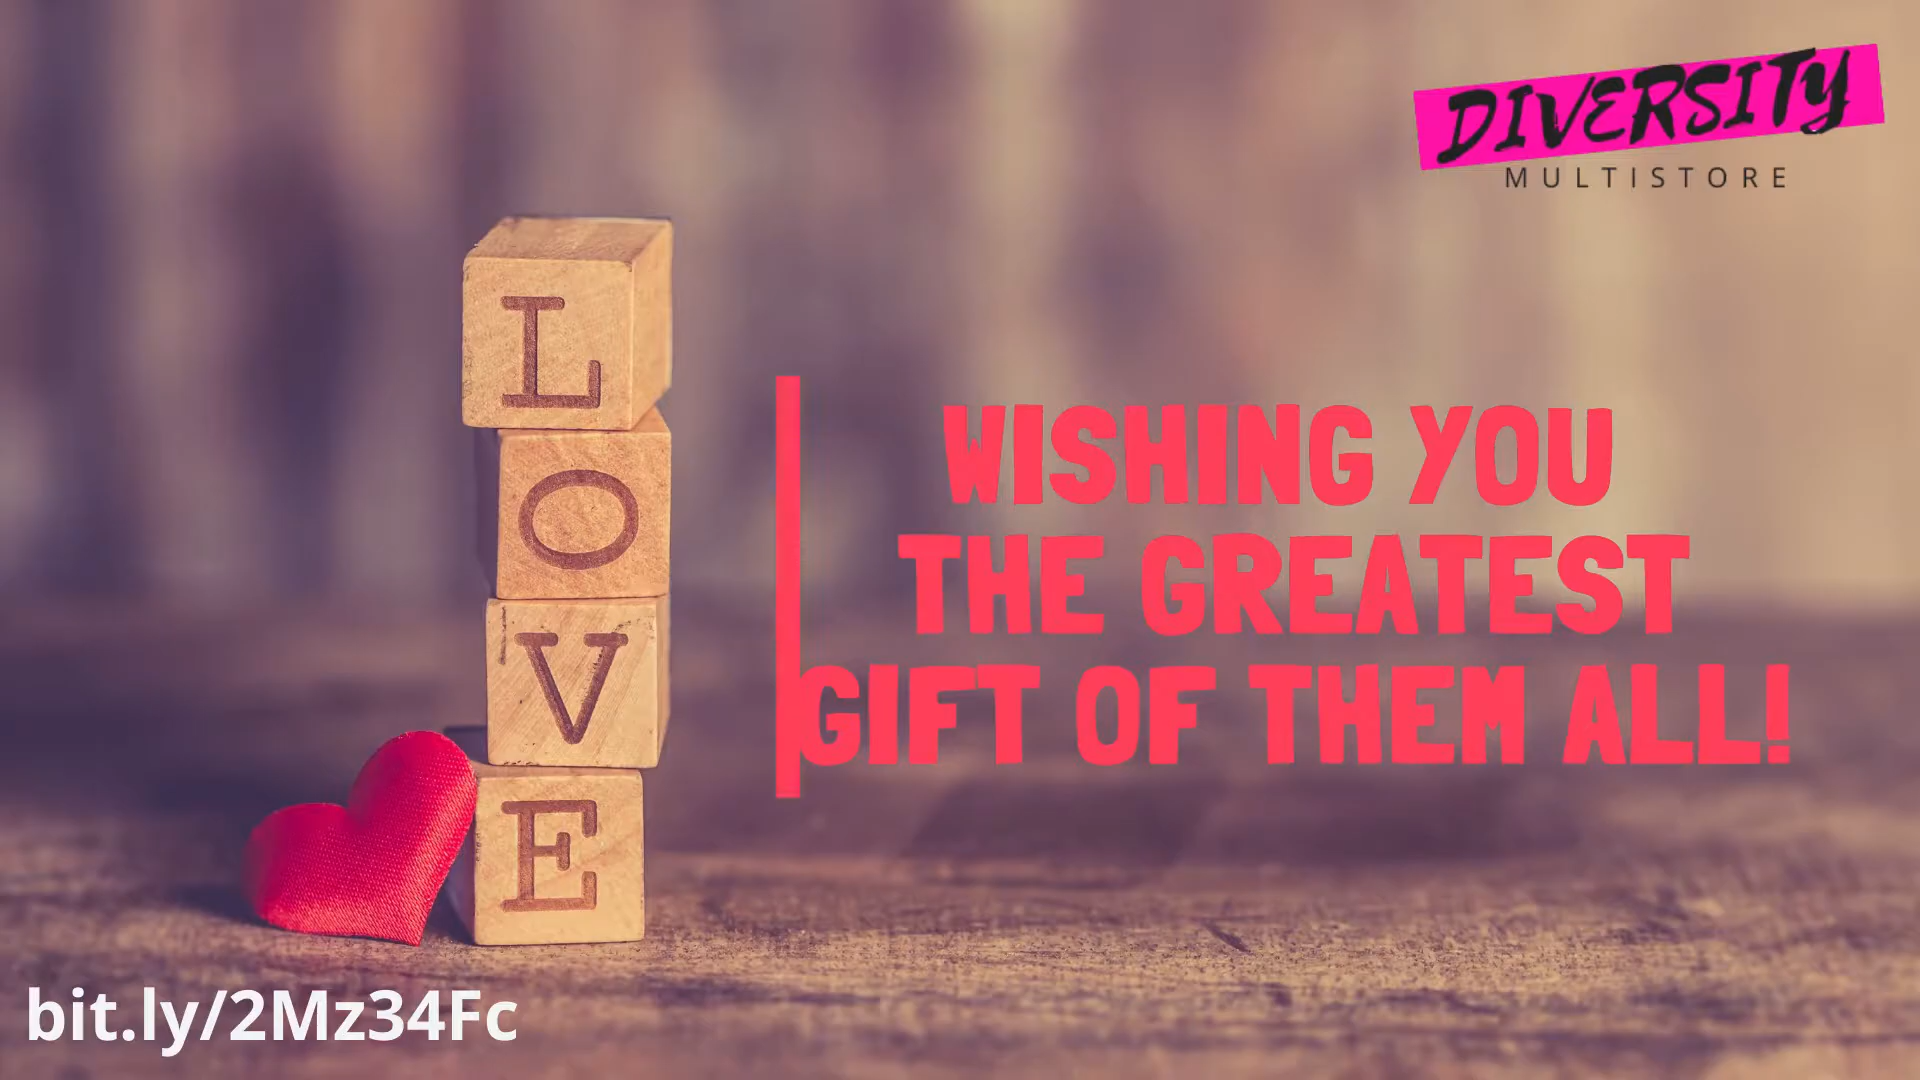 DIVERSITY
MULTISTORE
L
O
V
E
WISHING YOU
THE GREATEST
GIFT OF THEM ALL!
bit.ly/2Mz34Fc